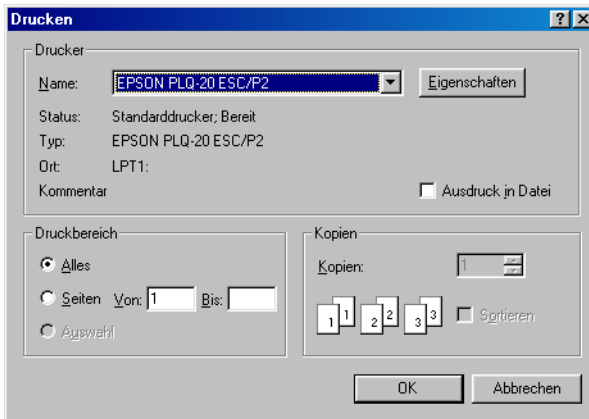 Drucken
Drucker
Name: EPSON PLQ-20 ESC/P2 Eigenschaften
Status: Standarddrucker; Bereit
Typ: EPSON PLQ-20 ESC/P2
Ort: LPT1:
Kommentar Ausdruck in Datei
Druckbereich Kopien
Alles Kopien: 1
Seiten Von: 1 Bis:
1 1 2 2 3 3 Sortieren
Auswahl
OK Abbrechen